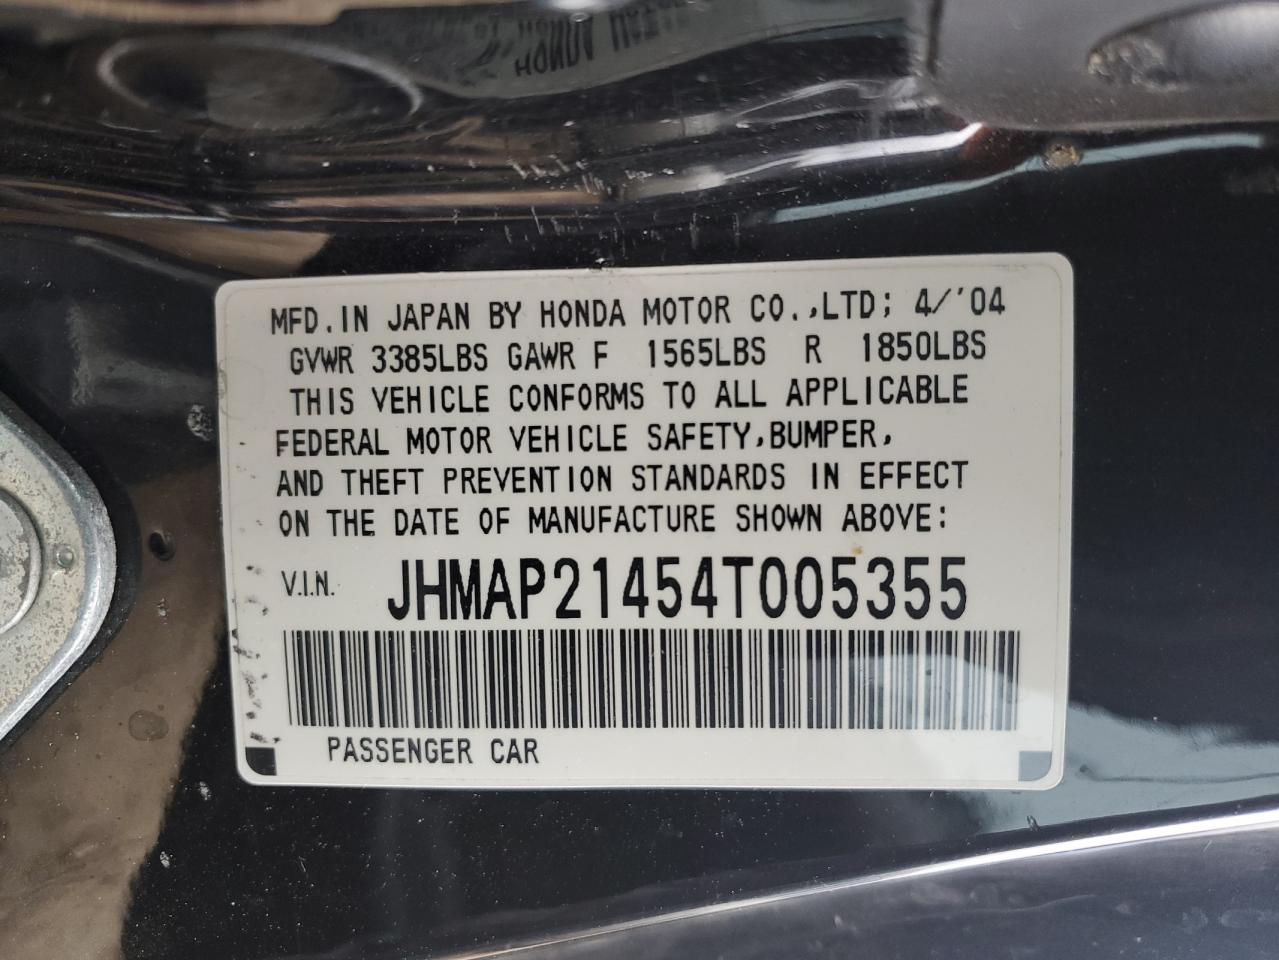 MFD.IN JAPAN BY HONDA MOTOR CO.,LTD; 4/'04
GVWR 3385LBS GAWR F 1565LBS R 1850LBS
THIS VEHICLE CONFORMS TO ALL APPLICABLE
FEDERAL MOTOR VEHICLE SAFETY,BUMPER,
AND THEFT PREVENTION STANDARDS IN EFFECT
ON THE DATE OF MANUFACTURE SHOWN ABOVE:
V.I.N. JHMAP21454T005355
PASSENGER CAR